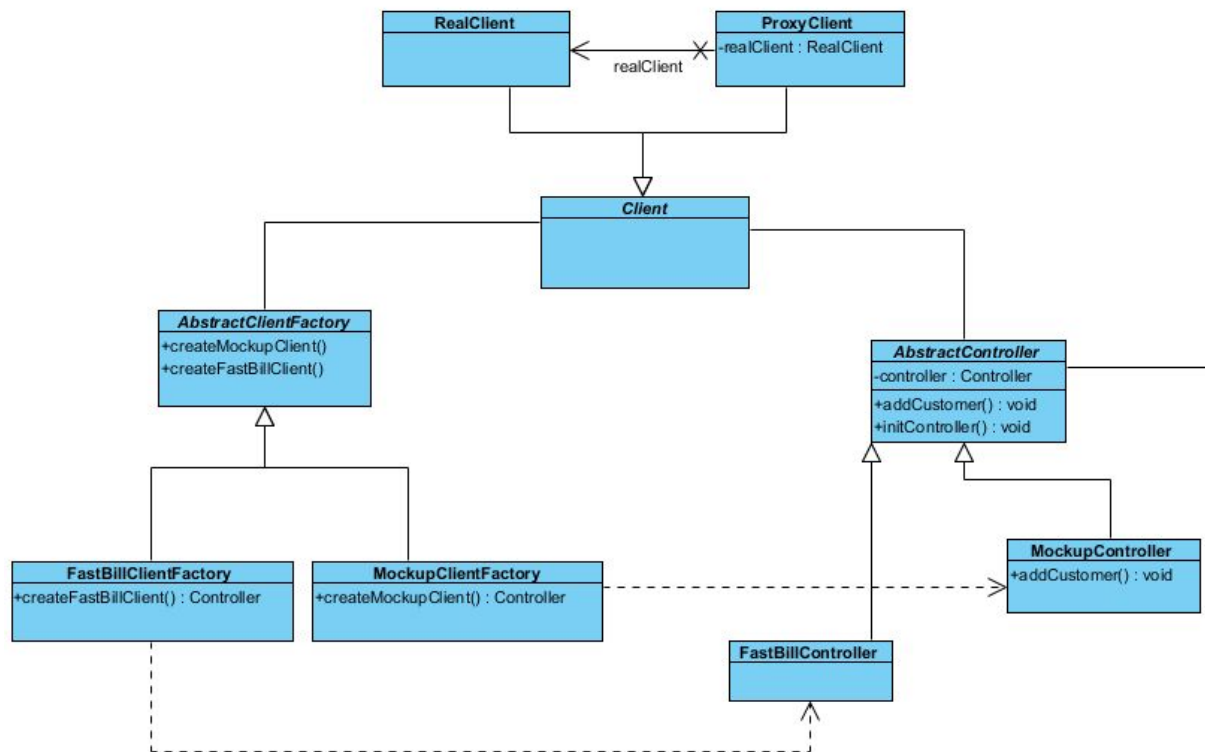 RealClient
ProxyClient
-realClient : RealClient
realClient
Client
AbstractClientFactory
+createMockupClient()
+createFastBillClient()
AbstractController
-controller : Controller
+addCustomer() : void
+initController() : void
FastBillClientFactory
+createFastBillClient() : Controller
MockupClientFactory
+createMockupClient() : Controller
MockupController
+addCustomer() : void
FastBillController